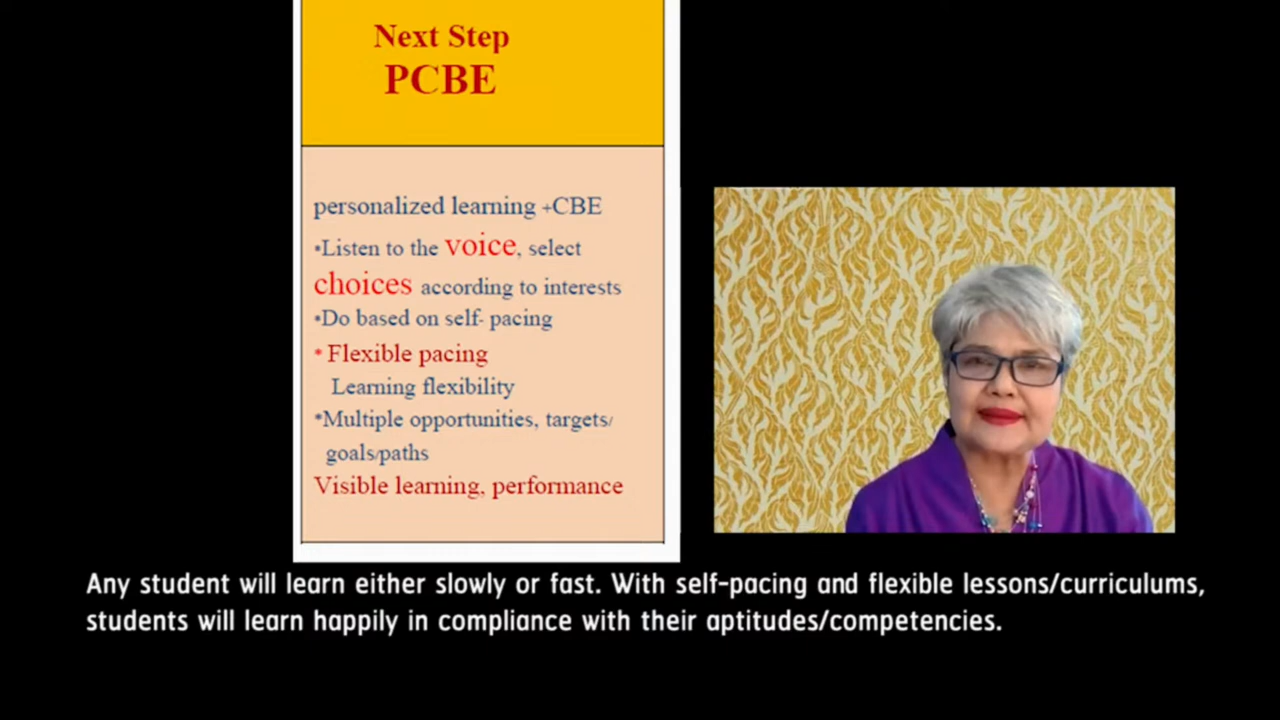 Next Step
PCBE
personalized learning +CBE
•Listen to the voice, select
choices according to interests
•Do based on self- pacing
• Flexible pacing
Learning flexibility
*Multiple opportunities, targets/
goals/paths
Visible learning, performance
Any student will learn either slowly or fast. With self-pacing and flexible lessons/curriculums,
students will learn happily in compliance with their aptitudes/competencies.